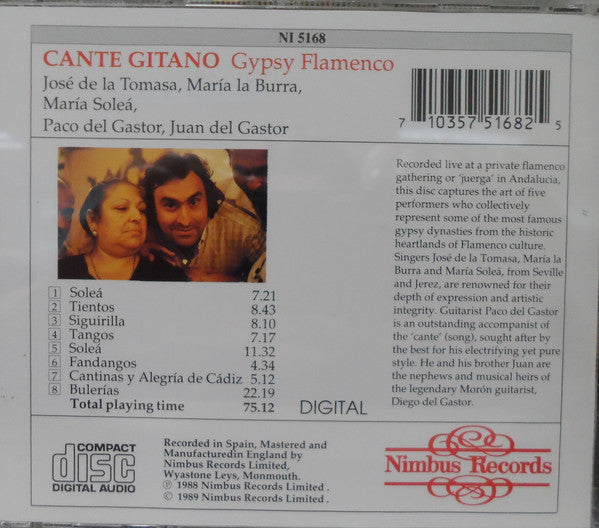 NI 5168
CANTE GITANO Gypsy Flamenco
José de la Tomasa, María la Burra,
María Soleá,
Paco del Gastor, Juan del Gastor
7 10357 51682 5
Recorded live at a private flamenco
gathering or 'juerga' in Andalucia,
this disc captures the art of five
performers who collectively
represent some of the most famous
gypsy dynasties from the historic
heartlands of Flamenco culture.
Singers José de la Tomasa, María la
Burra and María Soleá, from Seville
and Jerez, are renowned for their
depth of expression and artistic
integrity. Guitarist Paco del Gastor
is an outstanding accompanist of
the 'cante' (song), sought after by
the best for his electrifying yet pure
style. He and his brother Juan are
the nephews and musical heirs of
the legendary Morón guitarist,
Diego del Gastor.
1 Soleá 7.21
2 Tientos 8.43
3 Siguirilla 8.10
4 Tangos 7.17
5 Soleá 11.32
6 Fandangos 4.34
7 Cantinas y Alegría de Cádiz 5.12
8 Bulerías 22.19
Total playing time 75.12
DIGITAL
COMPACT
disc
DIGITAL AUDIO
Recorded in Spain, Mastered and
Manufacturedin England by
Nimbus Records Limited,
Wyastone Leys, Monmouth.
℗ 1988 Nimbus Records Limited .
© 1989 Nimbus Records Limited .
Nimbus Records